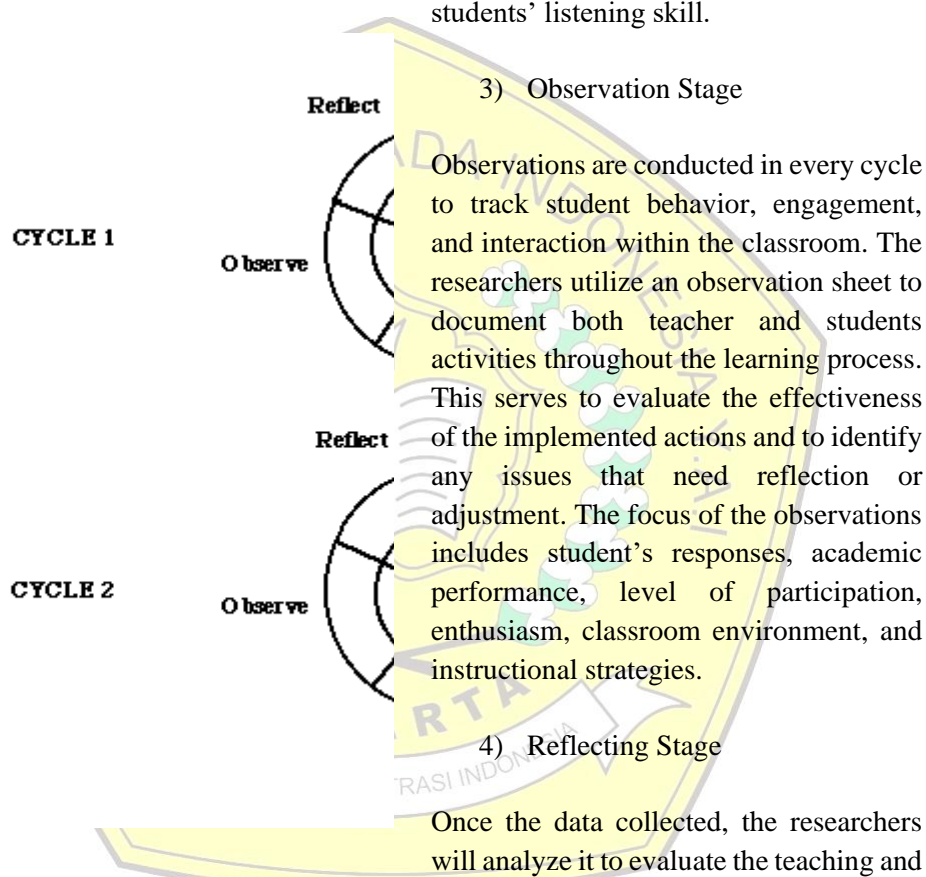 Reflect
CYCLE 1
Observe
Reflect
CYCLE 2
Observe
students’ listening skill.
3) Observation Stage
Observations are conducted in every cycle
to track student behavior, engagement,
and interaction within the classroom. The
researchers utilize an observation sheet to
document both teacher and students
activities throughout the learning process.
This serves to evaluate the effectiveness
of the implemented actions and to identify
any issues that need reflection or
adjustment. The focus of the observations
includes student’s responses, academic
performance, level of participation,
enthusiasm, classroom environment, and
instructional strategies.
4) Reflecting Stage
Once the data collected, the researchers
will analyze it to evaluate the teaching and
ADA INDONESIA Y.A.I
RTA
TRASI INDONESIA